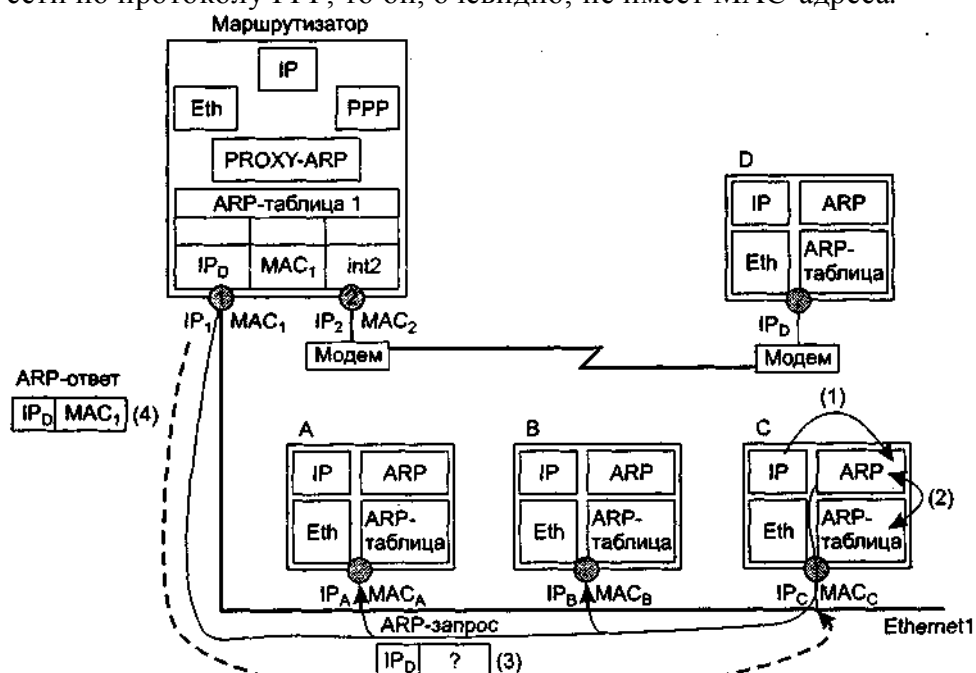 сети по протоколу PPP, то он, очевидно, не имеет MAC-адреса.
Маршрутизатор
IP
Eth
PPP
PROXY-ARP
ARP-таблица 1
IPD MAC1 int2
1 2
IP1 MAC1 IP2 MAC2
Модем
D
IP ARP
Eth ARP-таблица
IPD
Модем
ARP-ответ
IPD MAC1 (4)
A
IP ARP
Eth ARP-таблица
IPA MACA
B
IP ARP
Eth ARP-таблица
IPB MACB
C
(1)
IP ARP
(2)
Eth ARP-таблица
IPC MACC
Ethernet1
ARP-запрос
IPD ? (3)